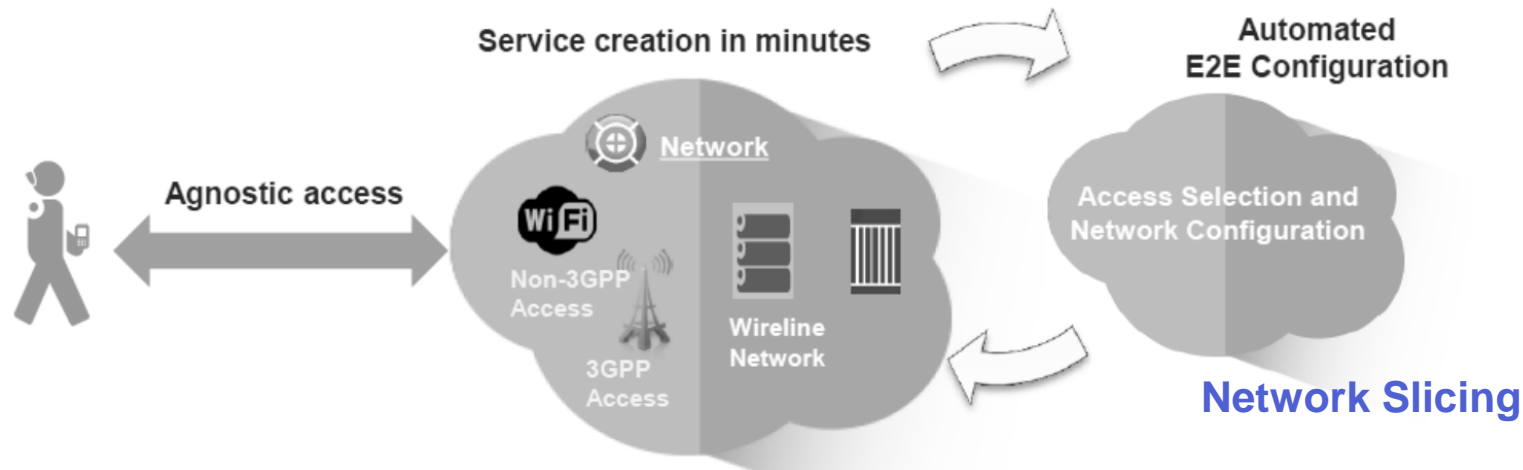 Service creation in minutes
Automated
E2E Configuration
Network
Agnostic access
WiFi
Non-3GPP
Access
3GPP
Access
Wireline
Network
Access Selection and
Network Configuration
Network Slicing